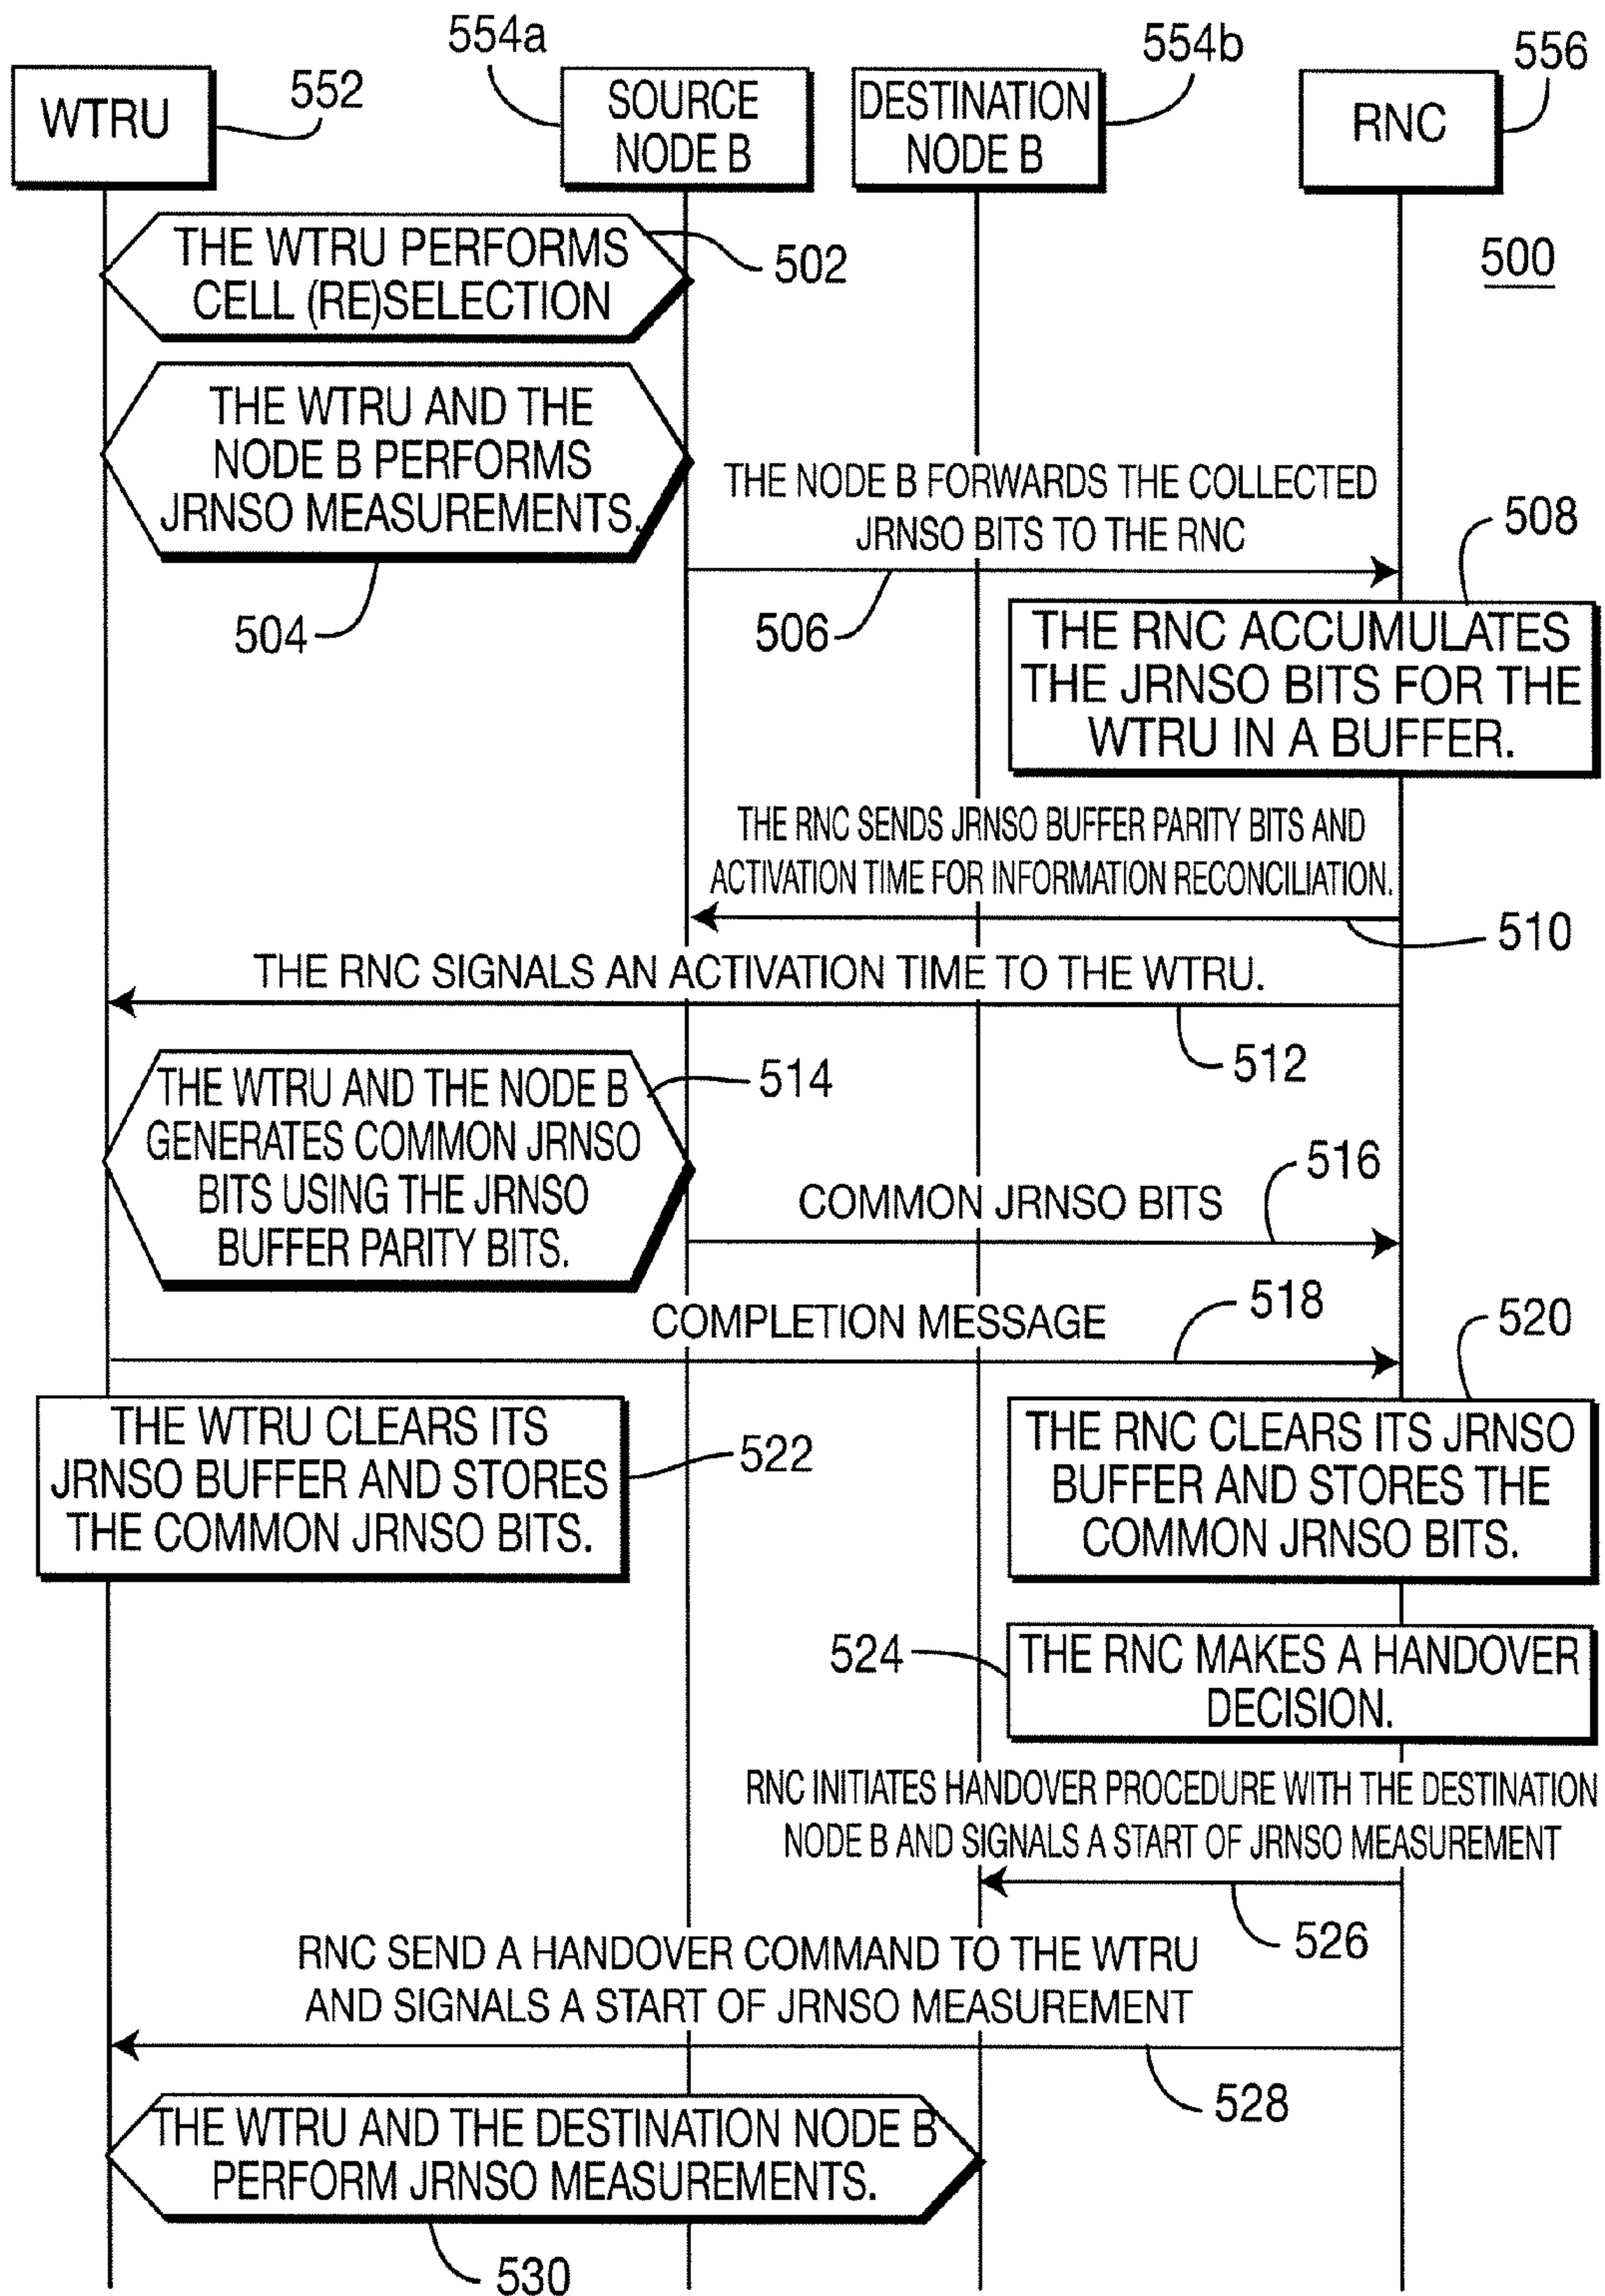 554a
554b
556
552
WTRU
SOURCE
NODE B
DESTINATION
NODE B
RNC
500
THE WTRU PERFORMS
CELL (RE)SELECTION
502
THE WTRU AND THE
NODE B PERFORMS
JRNSO MEASUREMENTS.
504
THE NODE B FORWARDS THE COLLECTED
JRNSO BITS TO THE RNC
506
508
THE RNC ACCUMULATES
THE JRNSO BITS FOR THE
WTRU IN A BUFFER.
THE RNC SENDS JRNSO BUFFER PARITY BITS AND
ACTIVATION TIME FOR INFORMATION RECONCILIATION.
510
THE RNC SIGNALS AN ACTIVATION TIME TO THE WTRU.
512
THE WTRU AND THE NODE B
GENERATES COMMON JRNSO
BITS USING THE JRNSO
BUFFER PARITY BITS.
514
516
COMMON JRNSO BITS
518
COMPLETION MESSAGE
520
THE WTRU CLEARS ITS
JRNSO BUFFER AND STORES
THE COMMON JRNSO BITS.
522
THE RNC CLEARS ITS JRNSO
BUFFER AND STORES THE
COMMON JRNSO BITS.
524
THE RNC MAKES A HANDOVER
DECISION.
RNC INITIATES HANDOVER PROCEDURE WITH THE DESTINATION
NODE B AND SIGNALS A START OF JRNSO MEASUREMENT
526
RNC SEND A HANDOVER COMMAND TO THE WTRU
AND SIGNALS A START OF JRNSO MEASUREMENT
528
THE WTRU AND THE DESTINATION NODE B
PERFORM JRNSO MEASUREMENTS.
530